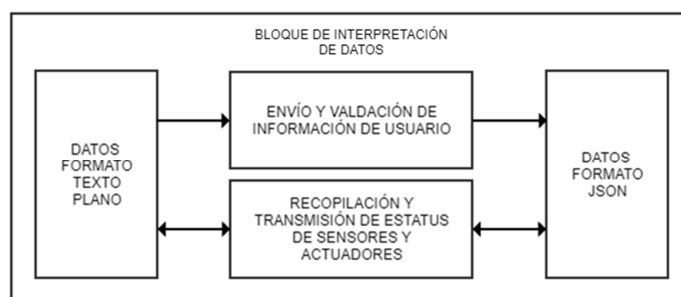 BLOQUE DE INTERPRETACIÓN
DE DATOS
DATOS
FORMATO
TEXTO
PLANO
ENVÍO Y VALDACIÓN DE
INFORMACIÓN DE USUARIO
RECOPILACIÓN Y
TRANSMISIÓN DE ESTATUS
DE SENSORES Y
ACTUADORES
DATOS
FORMATO
JSON